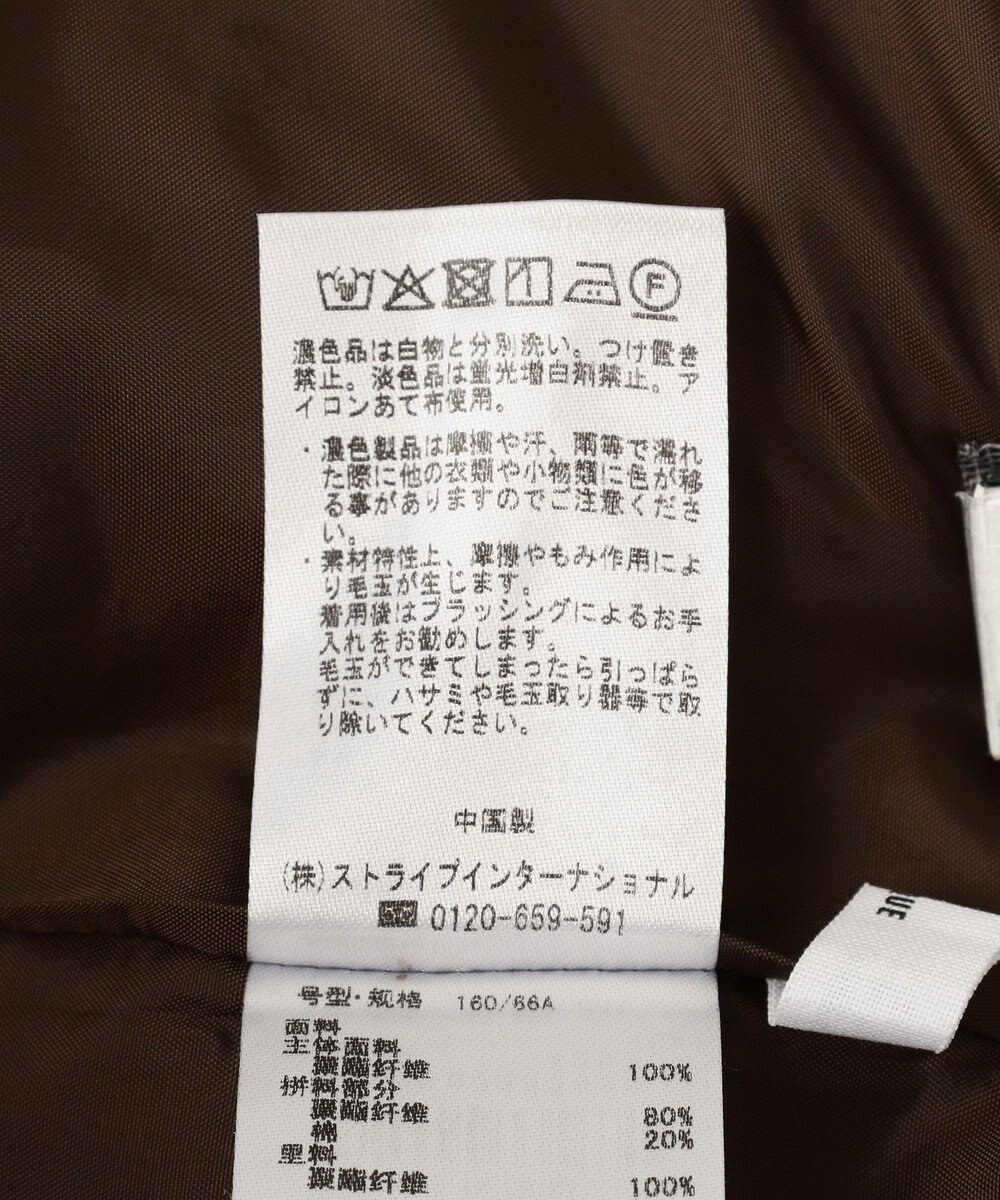 F
濃色品は白物と分別洗い。つけ置き
禁止。淡色品は蛍光増白剤禁止。ア
イロンあて布使用。
・濃色製品は摩擦や汗、雨等で濡れ
た際に他の衣類や小物類に色が移
る事がありますのでご注意くださ
い。
・素材特性上、摩擦やもみ作用によ
り毛玉が生じます。
着用後はブラッシングによるお手
入れをお勧めします。
毛玉ができてしまったら引っぱら
ずに、ハサミや毛玉取り器等で取
り除いてください。
中国製
(株)ストライプインターナショナル
0120-659-591
号型·规格 160/66A
面料
主体面料
聚酯纤维 100%
拼料部分
聚酯纤维 80%
棉 20%
里料
聚酯纤维 100%
UE